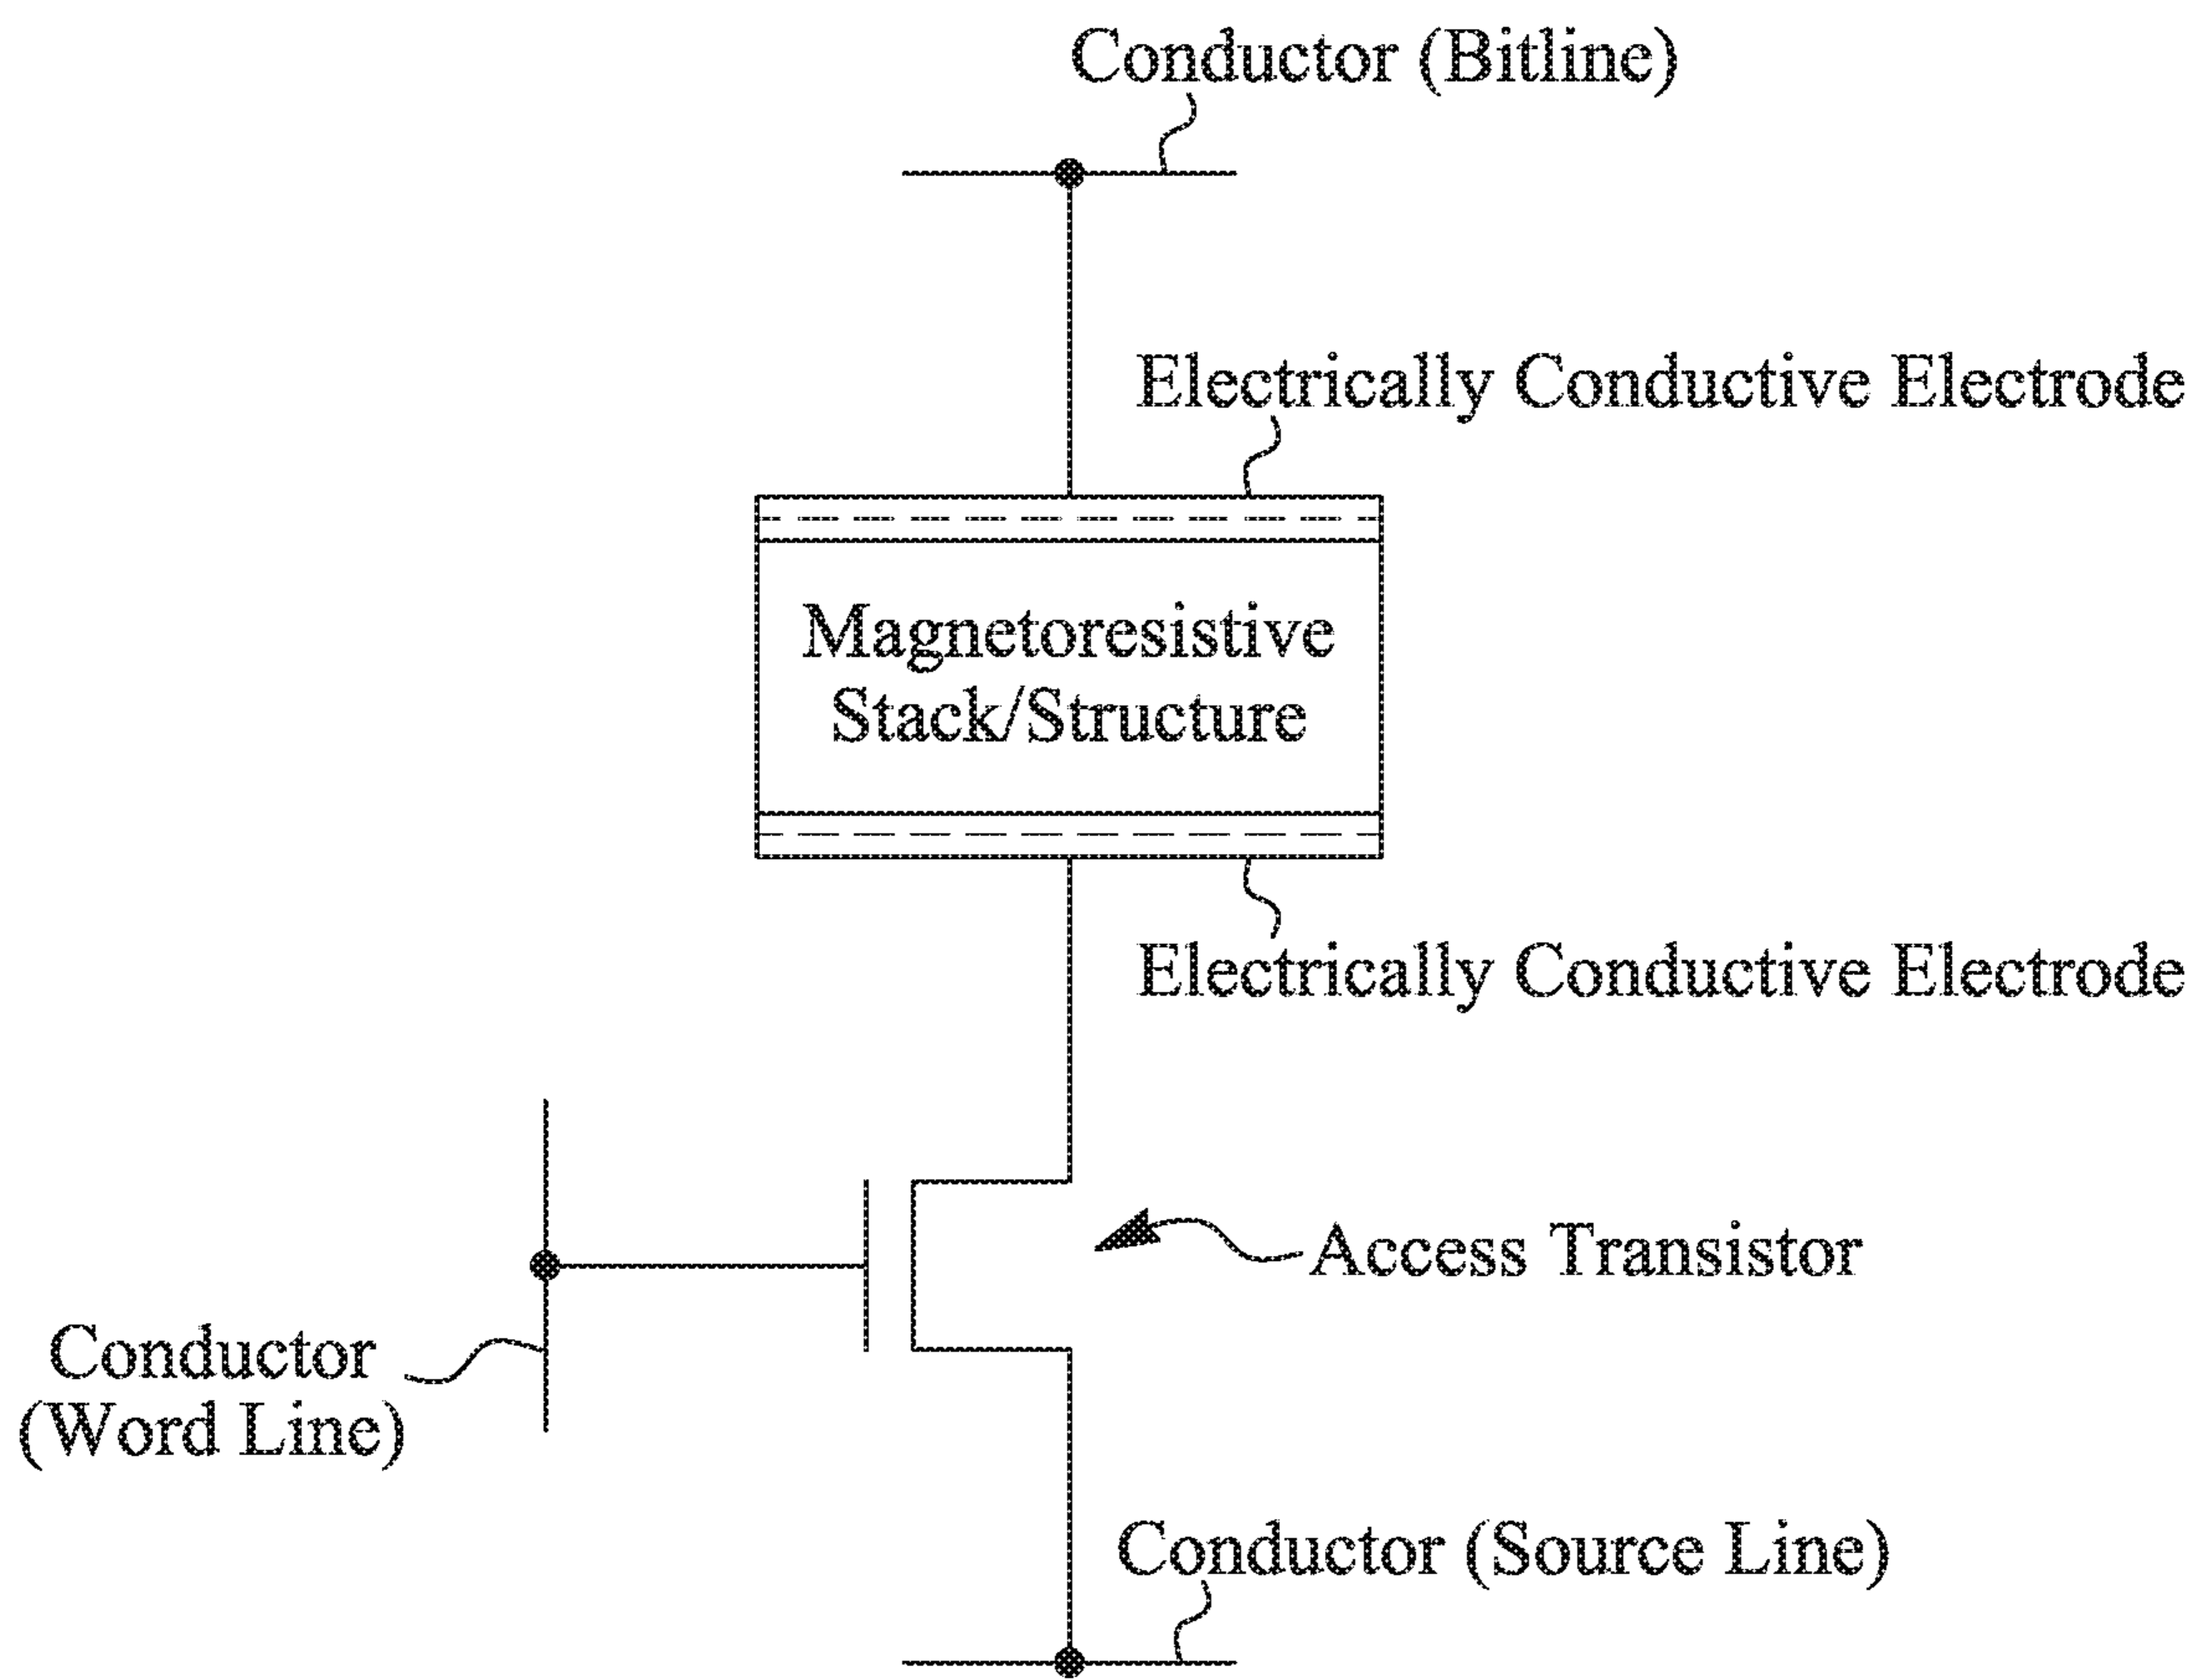 Conductor (Bitline)
Electrically Conductive Electrode
Magnetoresistive
Stack/Structure
Electrically Conductive Electrode
Access Transistor
Conductor
(Word Line)
Conductor (Source Line)